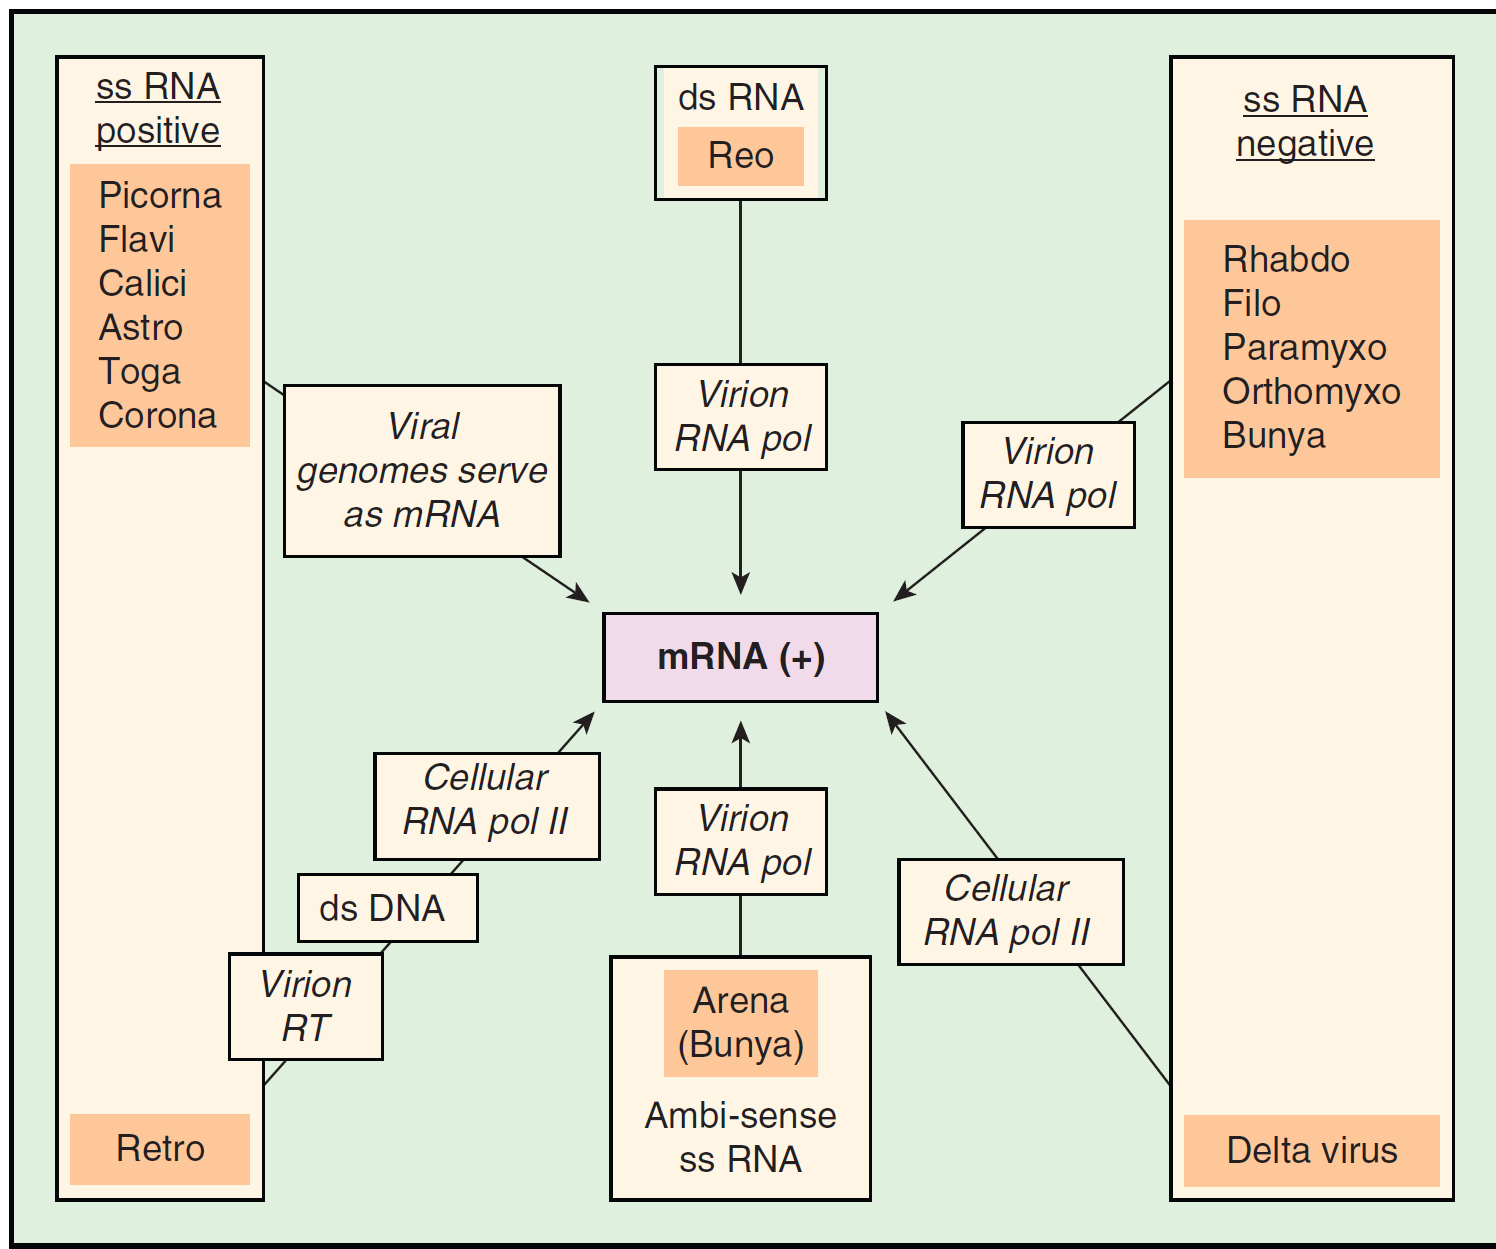 ss RNA
positive
Picorna
Flavi
Calici
Astro
Toga
Corona
Viral
genomes serve
as mRNA
ds RNA
Reo
Virion
RNA pol
ss RNA
negative
Rhabdo
Filo
Paramyxo
Orthomyxo
Bunya
Virion
RNA pol
mRNA (+)
Cellular
RNA pol II
ds DNA
Virion
RT
Retro
Virion
RNA pol
Arena
(Bunya)
Ambi-sense
ss RNA
Cellular
RNA pol II
Delta virus